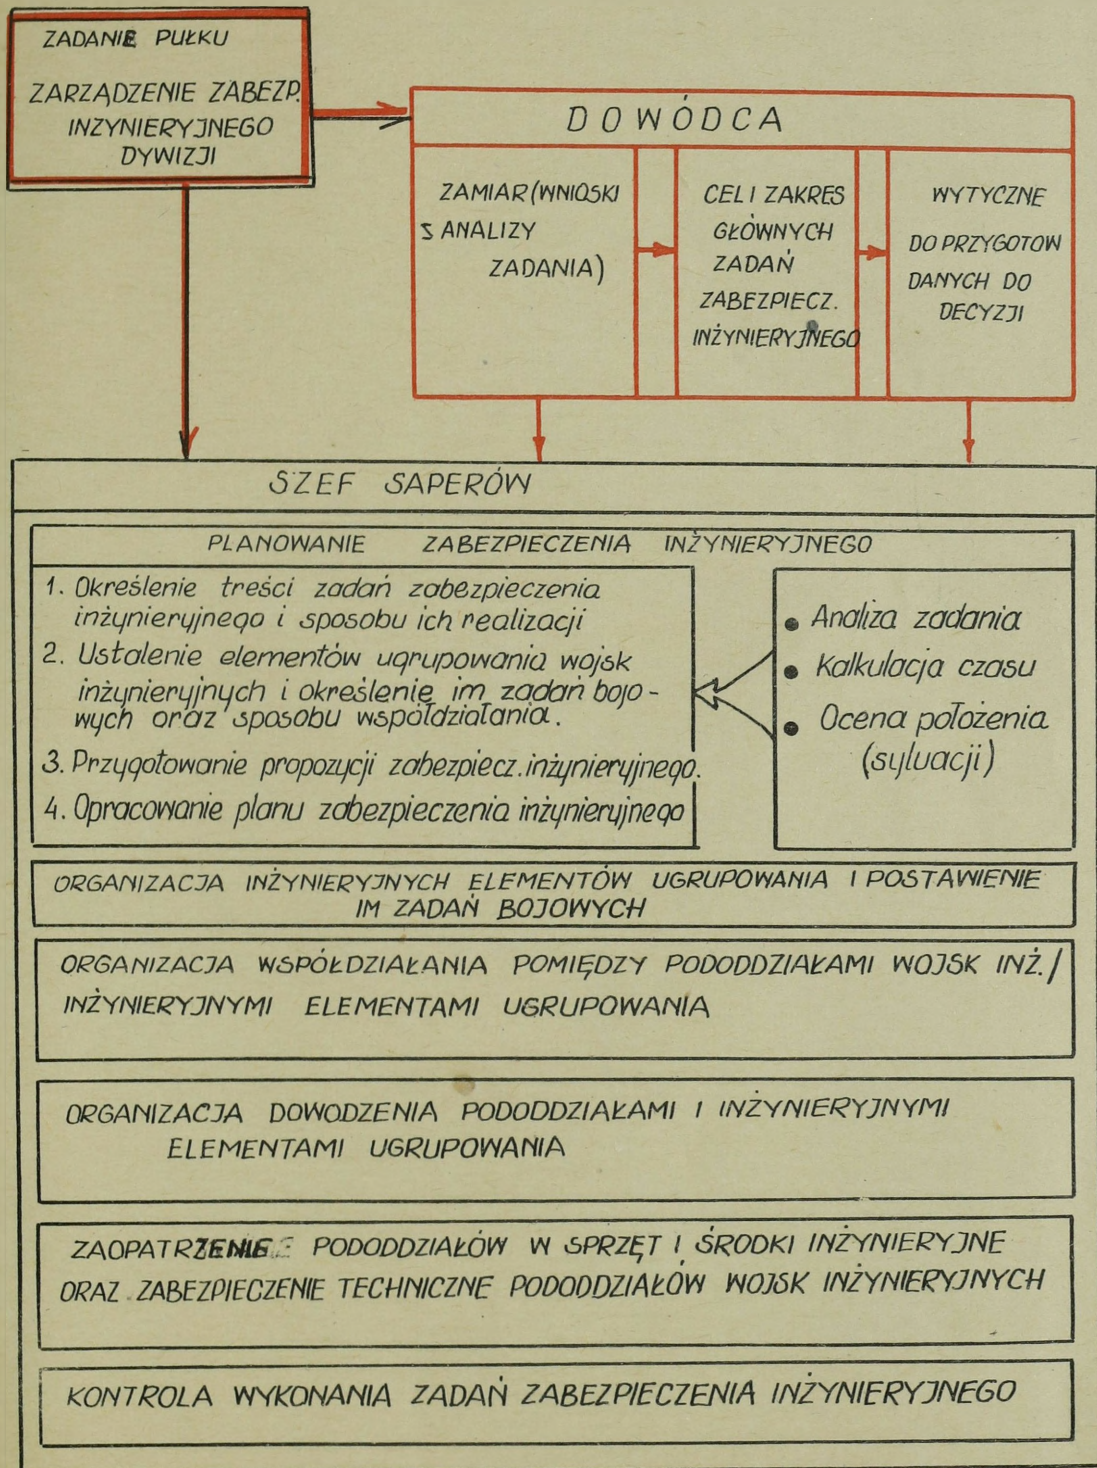 ZADANIE PUŁKU
ZARZĄDZENIE ZABEZP.
INZYNIERYJNEGO
DYWIZJI
DOWÓDCA
ZAMIAR (WNIOSKI
Z ANALIZY
ZADANIA)
CEL I ZAKRES
GŁÓWNYCH
ZADAŃ
ZABEZPIECZ.
INŻYNIERYJNEGO
WYTYCZNE
DO PRZYGOTOW
DANYCH DO
DECYZJI
SZEF SAPERÓW
PLANOWANIE ZABEZPIECZENIA INŻYNIERYJNEGO
1. Określenie treści zadań zabezpieczenia
inżynieryjnego i sposobu ich realizacji
2. Ustalenie elementów ugrupowania wojsk
inżynieryjnych i określenie im zadań bojo-
wych oraz sposobu współdziałania.
3. Przygotowanie propozycji zabezpiecz. inżynieryjnego.
4. Opracowanie planu zabezpieczenia inżynieryjnego
• Analiza zadania
• Kalkulacja czasu
• Ocena położenia
(syluacji)
ORGANIZACJA INŻYNIERYJNYCH ELEMENTÓW UGRUPOWANIA I POSTAWIENIE
IM ZADAŃ BOJOWYCH
ORGANIZACJA WSPÓŁDZIAŁANIA POMIĘDZY PODODDZIAŁAMI WOJSK INŻ./
INŻYNIERYJNYMI ELEMENTAMI UGRUPOWANIA
ORGANIZACJA DOWODZENIA PODODDZIAŁAMI I INŻYNIERYJNYMI
ELEMENTAMI UGRUPOWANIA
ZAOPATRZENIE PODODDZIAŁÓW W SPRZĘT I ŚRODKI INŻYNIERYJNE
ORAZ ZABEZPIECZENIE TECHNICZNE PODODDZIAŁÓW WOJSK INŻYNIERYJNYCH
KONTROLA WYKONANIA ZADAŃ ZABEZPIECZENIA INŻYNIERYJNEGO